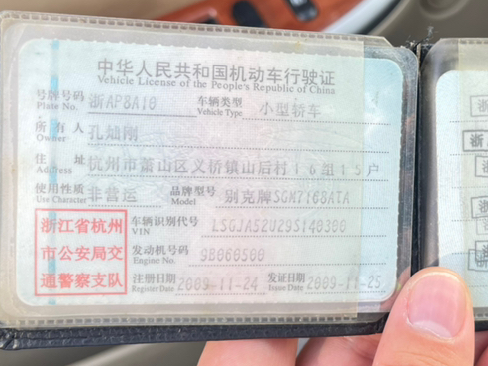 中华人民共和国机动车行驶证
Vehicle License of the People's Republic of China
号牌号码 浙AP8A10 车辆类型 小型轿车
Plate No. Vehicle Type
所有人 孔灿刚
Owner
住址 杭州市萧山区义桥镇山后村16组15户
Address
使用性质 非营运 品牌型号 别克牌SGM7168ATA
Use Character Model
浙江省杭州
市公安局交
通警察支队
车辆识别代号 LSGJA52U29S140300
VIN
发动机号码 9B060500
Engine No.
注册日期 2009-11-24 发证日期 2009-11-25
Register Date Issue Date